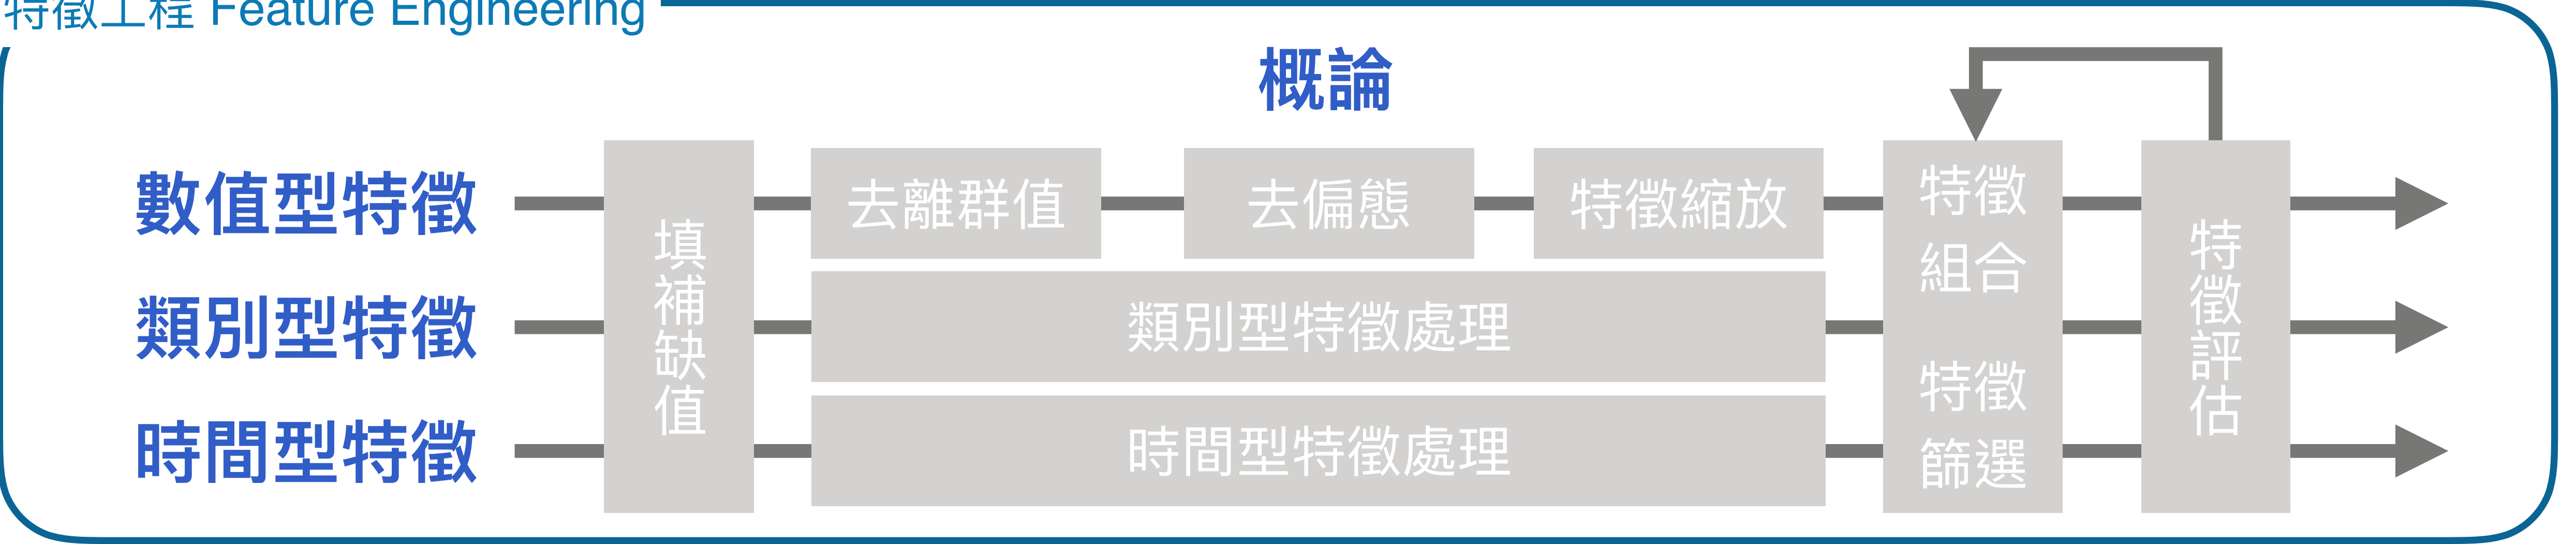 特徵工程 Feature Engineering
概論
數值型特徵
類別型特徵
時間型特徵
填補缺值
去離群值
去偏態
特徵縮放
類別型特徵處理
時間型特徵處理
特徵
組合
特徵
篩選
特徵評估